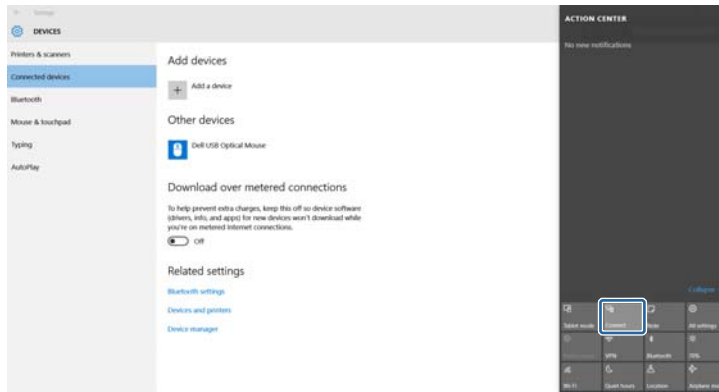 Settings
DEVICES
Printers & scanners
Connected devices
Bluetooth
Mouse & touchpad
Typing
AutoPlay
Add devices
Add a device
Other devices
Dell USB Optical Mouse
Download over metered connections
To help prevent extra charges, keep this off so device software
(drivers, info, and apps) for new devices won't download while
you're on metered Internet connections.
Off
Related settings
Bluetooth settings
Devices and printers
Device manager
ACTION CENTER
No new notifications
Collapse
Tablet mode Connect Note All settings
VPN Bluetooth 70%
Wi-Fi Quiet hours Location Airplane mo